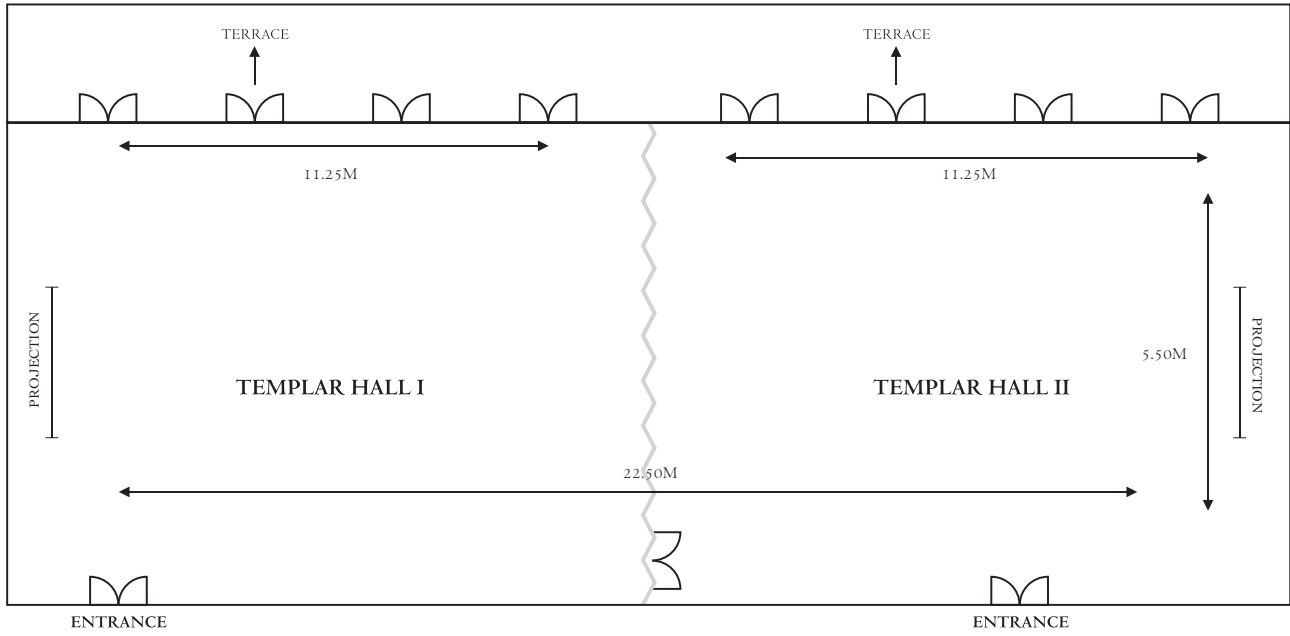 TERRACE
TERRACE
11.25M
11.25M
PROJECTION
5.50M
PROJECTION
TEMPLAR HALL I
TEMPLAR HALL II
22.50M
ENTRANCE
ENTRANCE